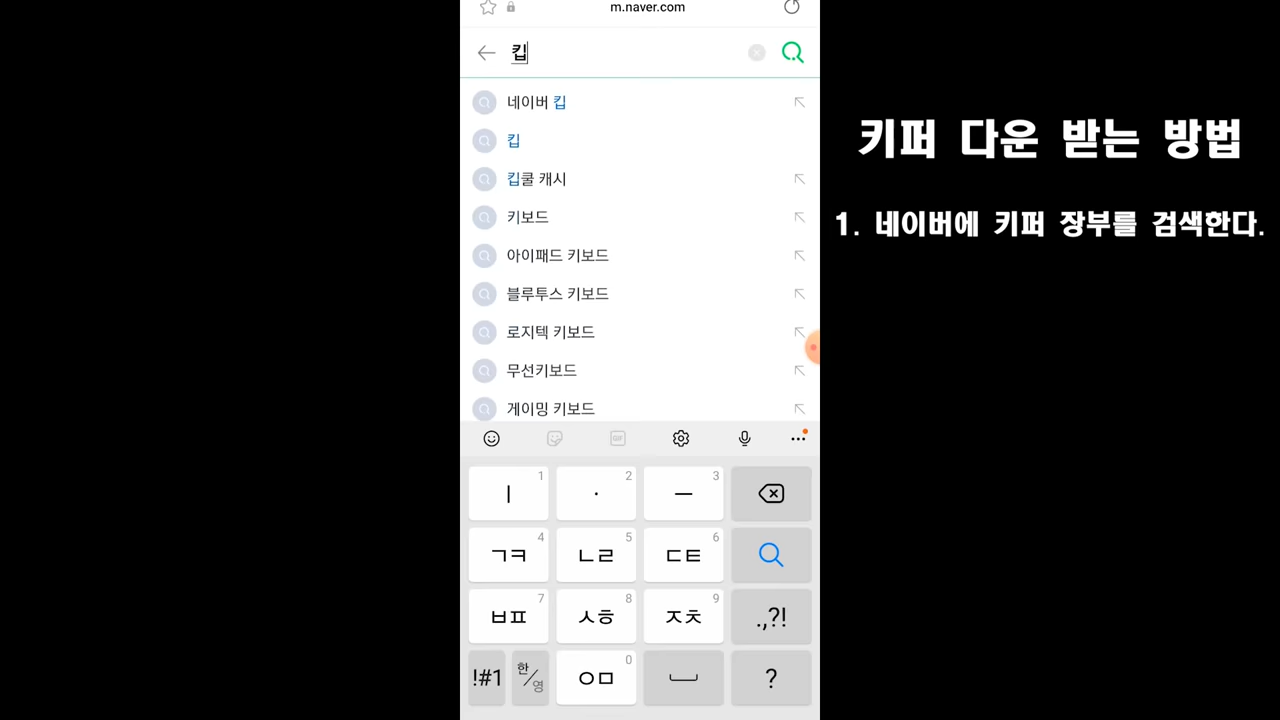 m.naver.com
킵
네이버 킵
킵
킵쿨 캐시
키보드
아이패드 키보드
블루투스 키보드
로지텍 키보드
무선키보드
게이밍 키보드
키퍼 다운 받는 방법
1. 네이버에 키퍼 장부를 검색한다.
GIF
ㅣ 1 · 2 ㅡ 3
ㄱㅋ 4 ㄴㄹ 5 ㄷㅌ 6
ㅂㅍ 7 ㅅㅎ 8 ㅈㅊ 9 .,?!
!#1 한/영 ㅇㅁ 0 ?